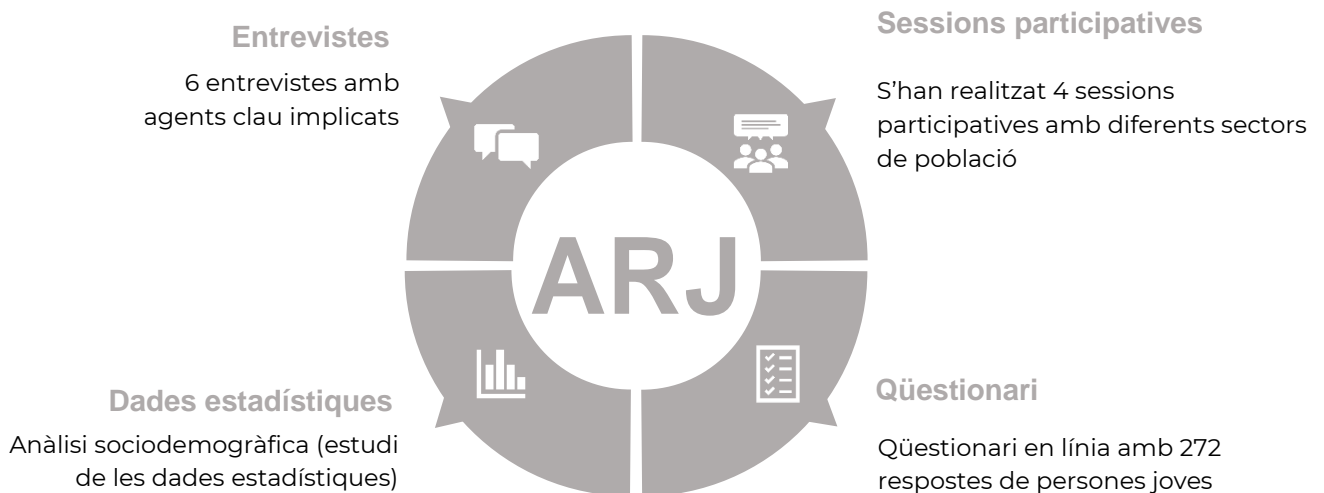 Entrevistes
6 entrevistes amb
agents clau implicats
Sessions participatives
S'han realitzat 4 sessions
participatives amb diferents sectors
de població
ARJ
Dades estadístiques
Anàlisi sociodemogràfica (estudi
de les dades estadístiques)
Qüestionari
Qüestionari en línia amb 272
respostes de persones joves